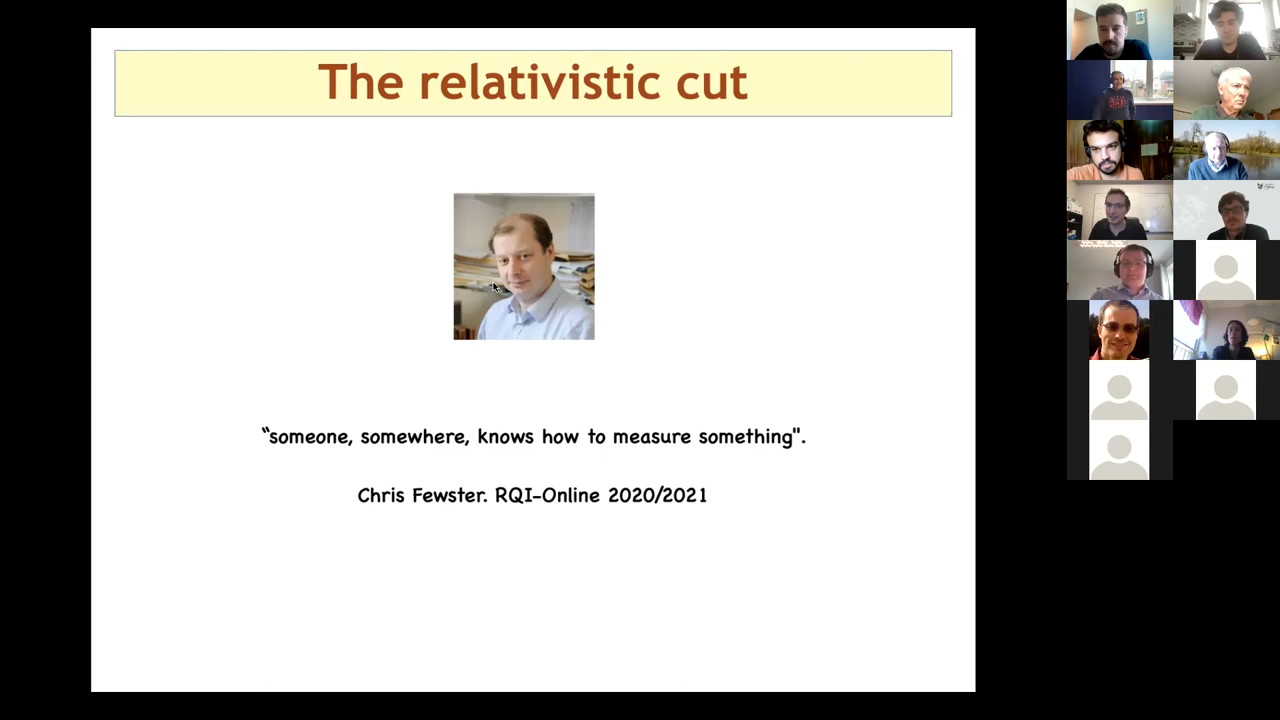 The relativistic cut
“someone, somewhere, knows how to measure something".
Chris Fewster. RQI-Online 2020/2021